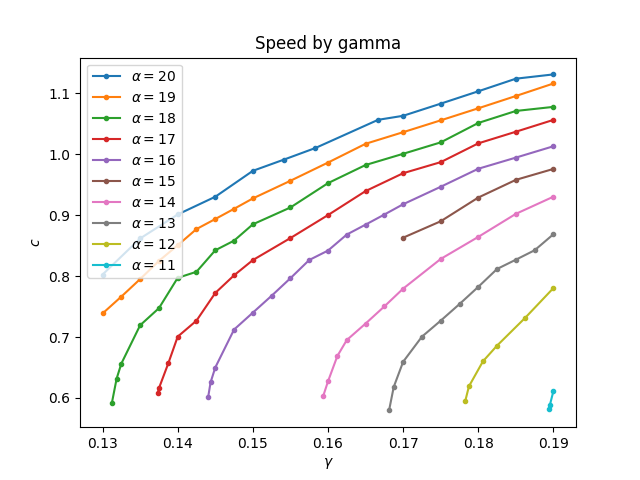 Speed by gamma
1.1
1.0
0.9
0.8
0.7
0.6
c
α = 20
α = 19
α = 18
α = 17
α = 16
α = 15
α = 14
α = 13
α = 12
α = 11
0.13 0.14 0.15 0.16 0.17 0.18 0.19
γ